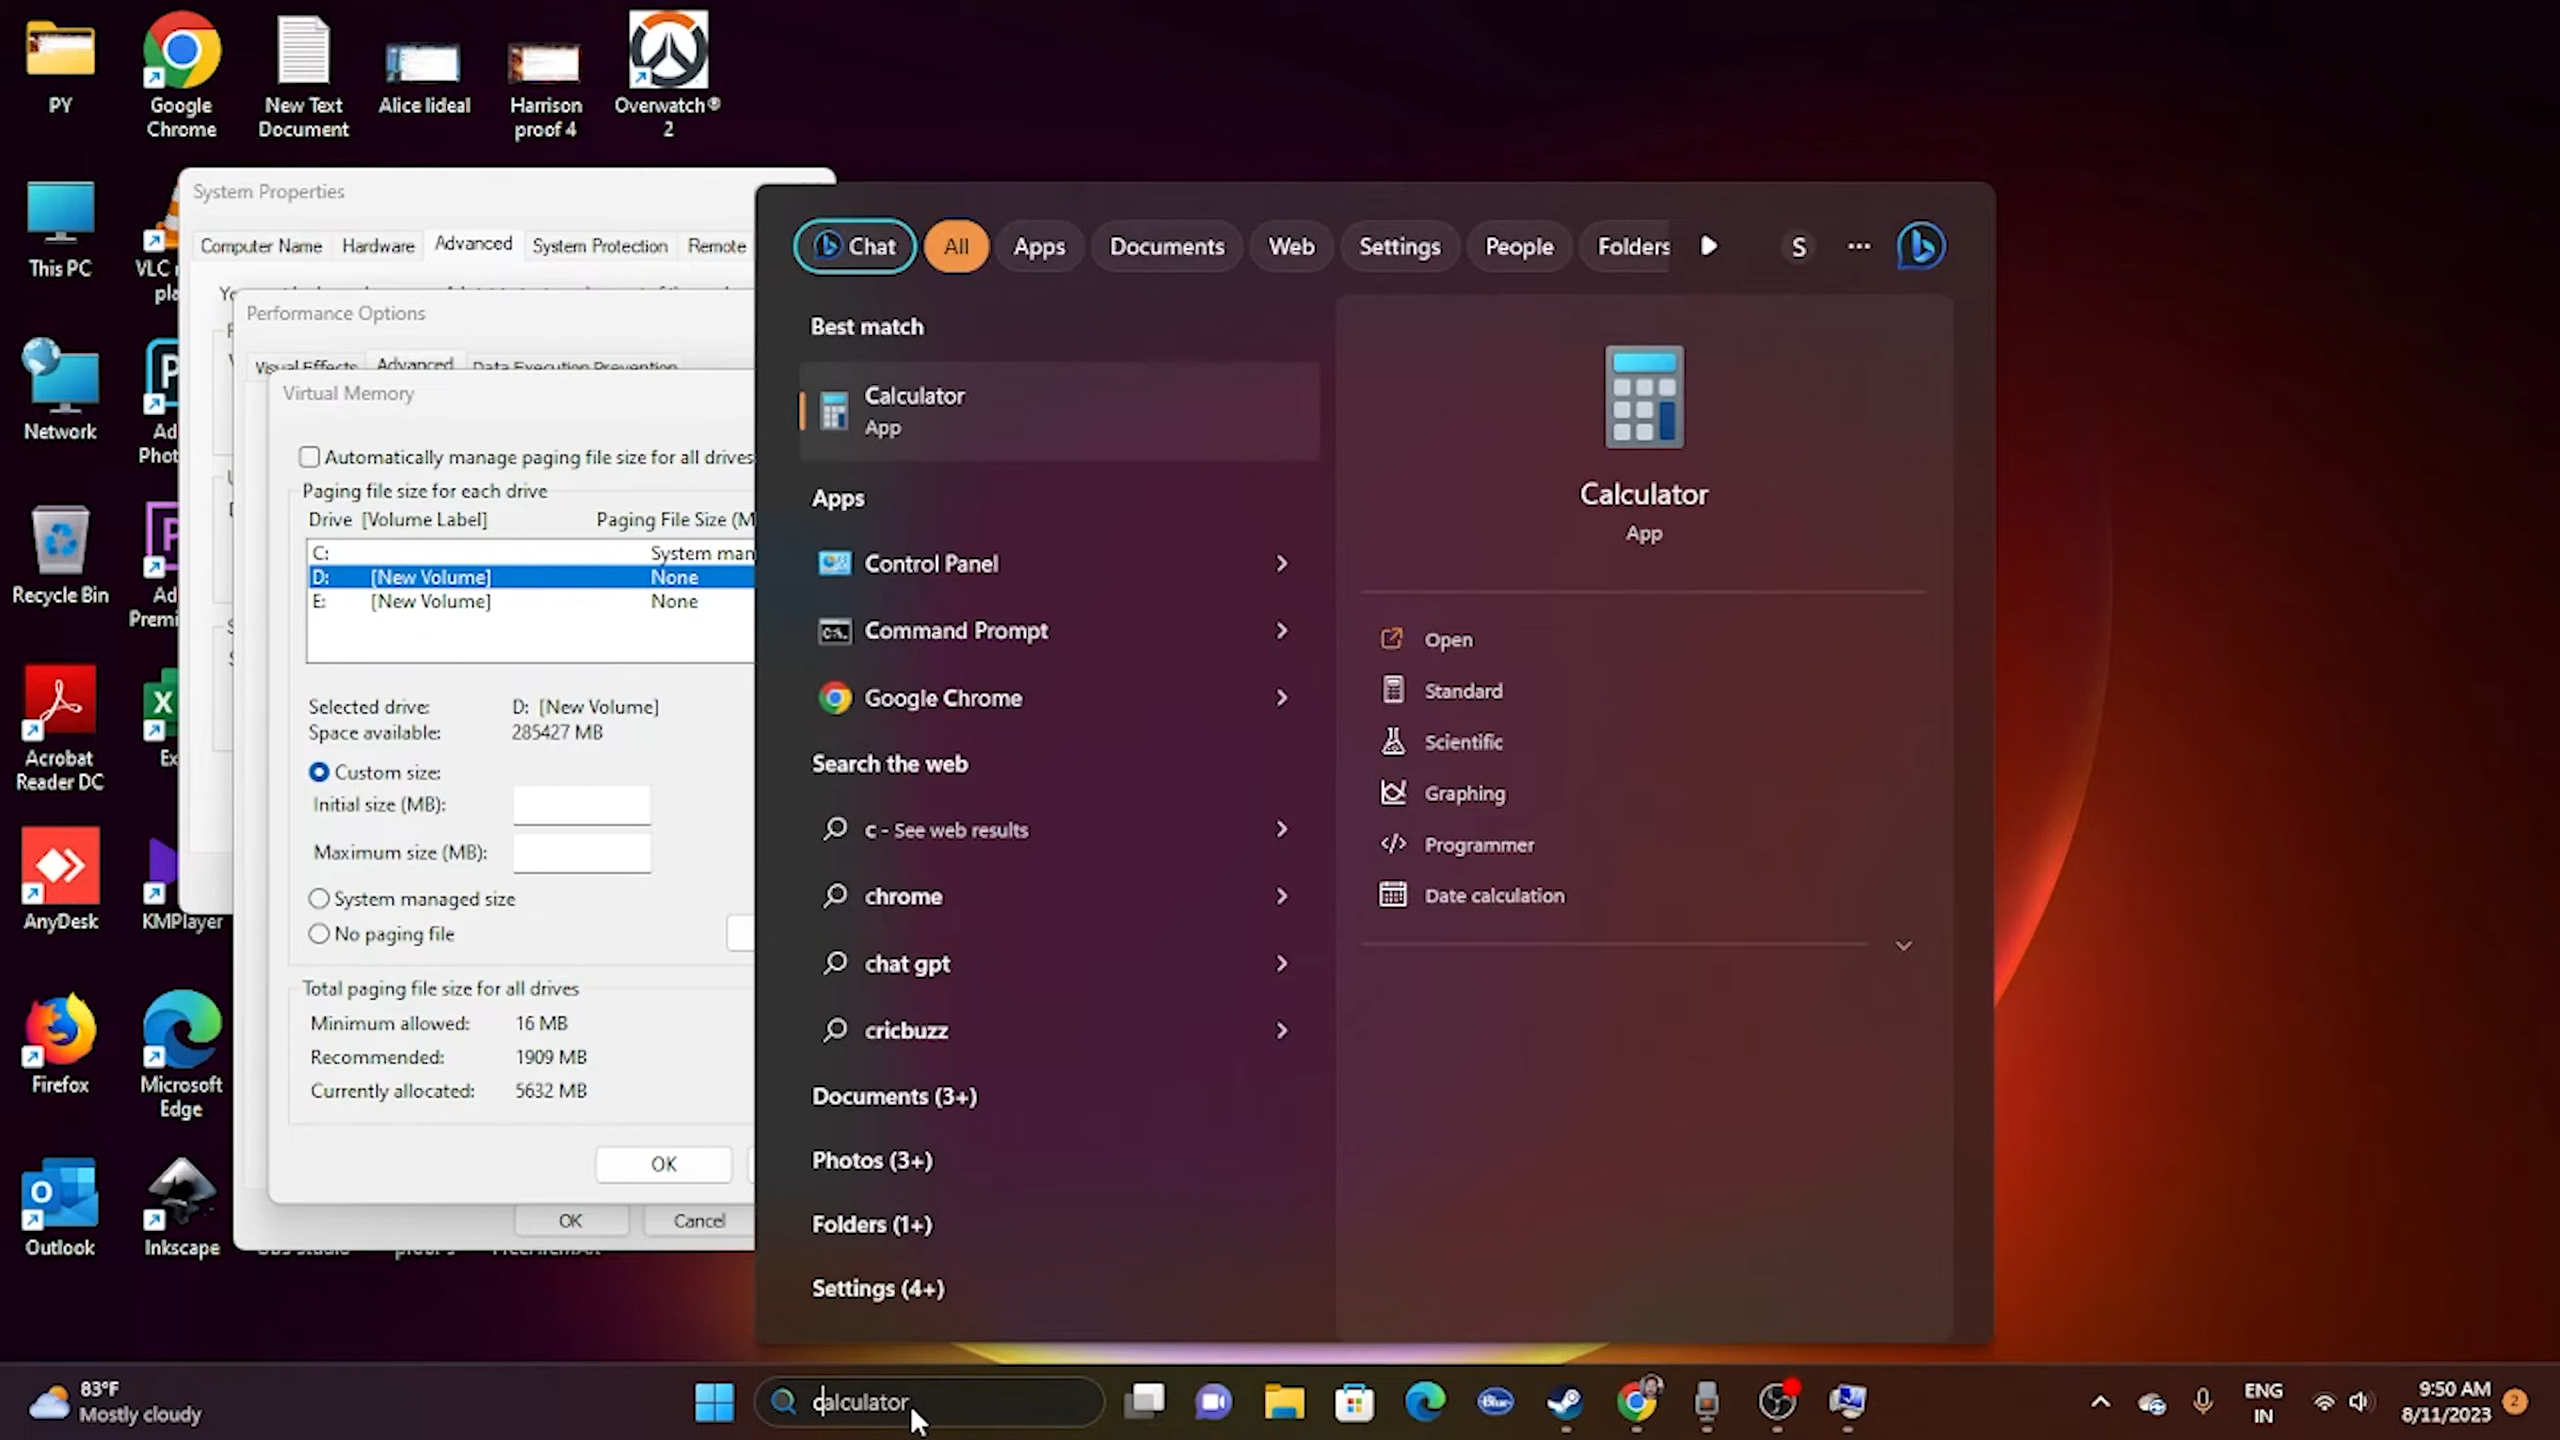 PY
Google
Chrome
New Text
Document
Alice Iideal
Harrison
proof 4
Overwatch®
2
This PC
VLC
pla
Network
Ad
Phot
Recycle Bin
Ad
Premi
Acrobat
Reader DC
Ex
AnyDesk
KMPlayer
Firefox
Microsoft
Edge
Outlook
Inkscape
System Properties
Computer Name
Hardware
Advanced
System Protection
Remote
Performance Options
Visual Effects
Advanced
Data Execution Prevention
Virtual Memory
Automatically manage paging file size for all drives
Paging file size for each drive
Drive [Volume Label]
Paging File Size (M
C:
System man
D: [New Volume]
None
E: [New Volume]
None
Selected drive:
D: [New Volume]
Space available:
285427 MB
Custom size:
Initial size (MB):
Maximum size (MB):
System managed size
No paging file
Total paging file size for all drives
Minimum allowed:
16 MB
Recommended:
1909 MB
Currently allocated:
5632 MB
OK
OK
Cancel
Chat
All
Apps
Documents
Web
Settings
People
Folders
S
Best match
Calculator
App
Apps
Control Panel
Command Prompt
Google Chrome
Search the web
c - See web results
chrome
chat gpt
cricbuzz
Documents (3+)
Photos (3+)
Folders (1+)
Settings (4+)
Calculator
App
Open
Standard
Scientific
Graphing
Programmer
Date calculation
83°F
Mostly cloudy
calculator
Blue
ENG
IN
9:50 AM
8/11/2023
2